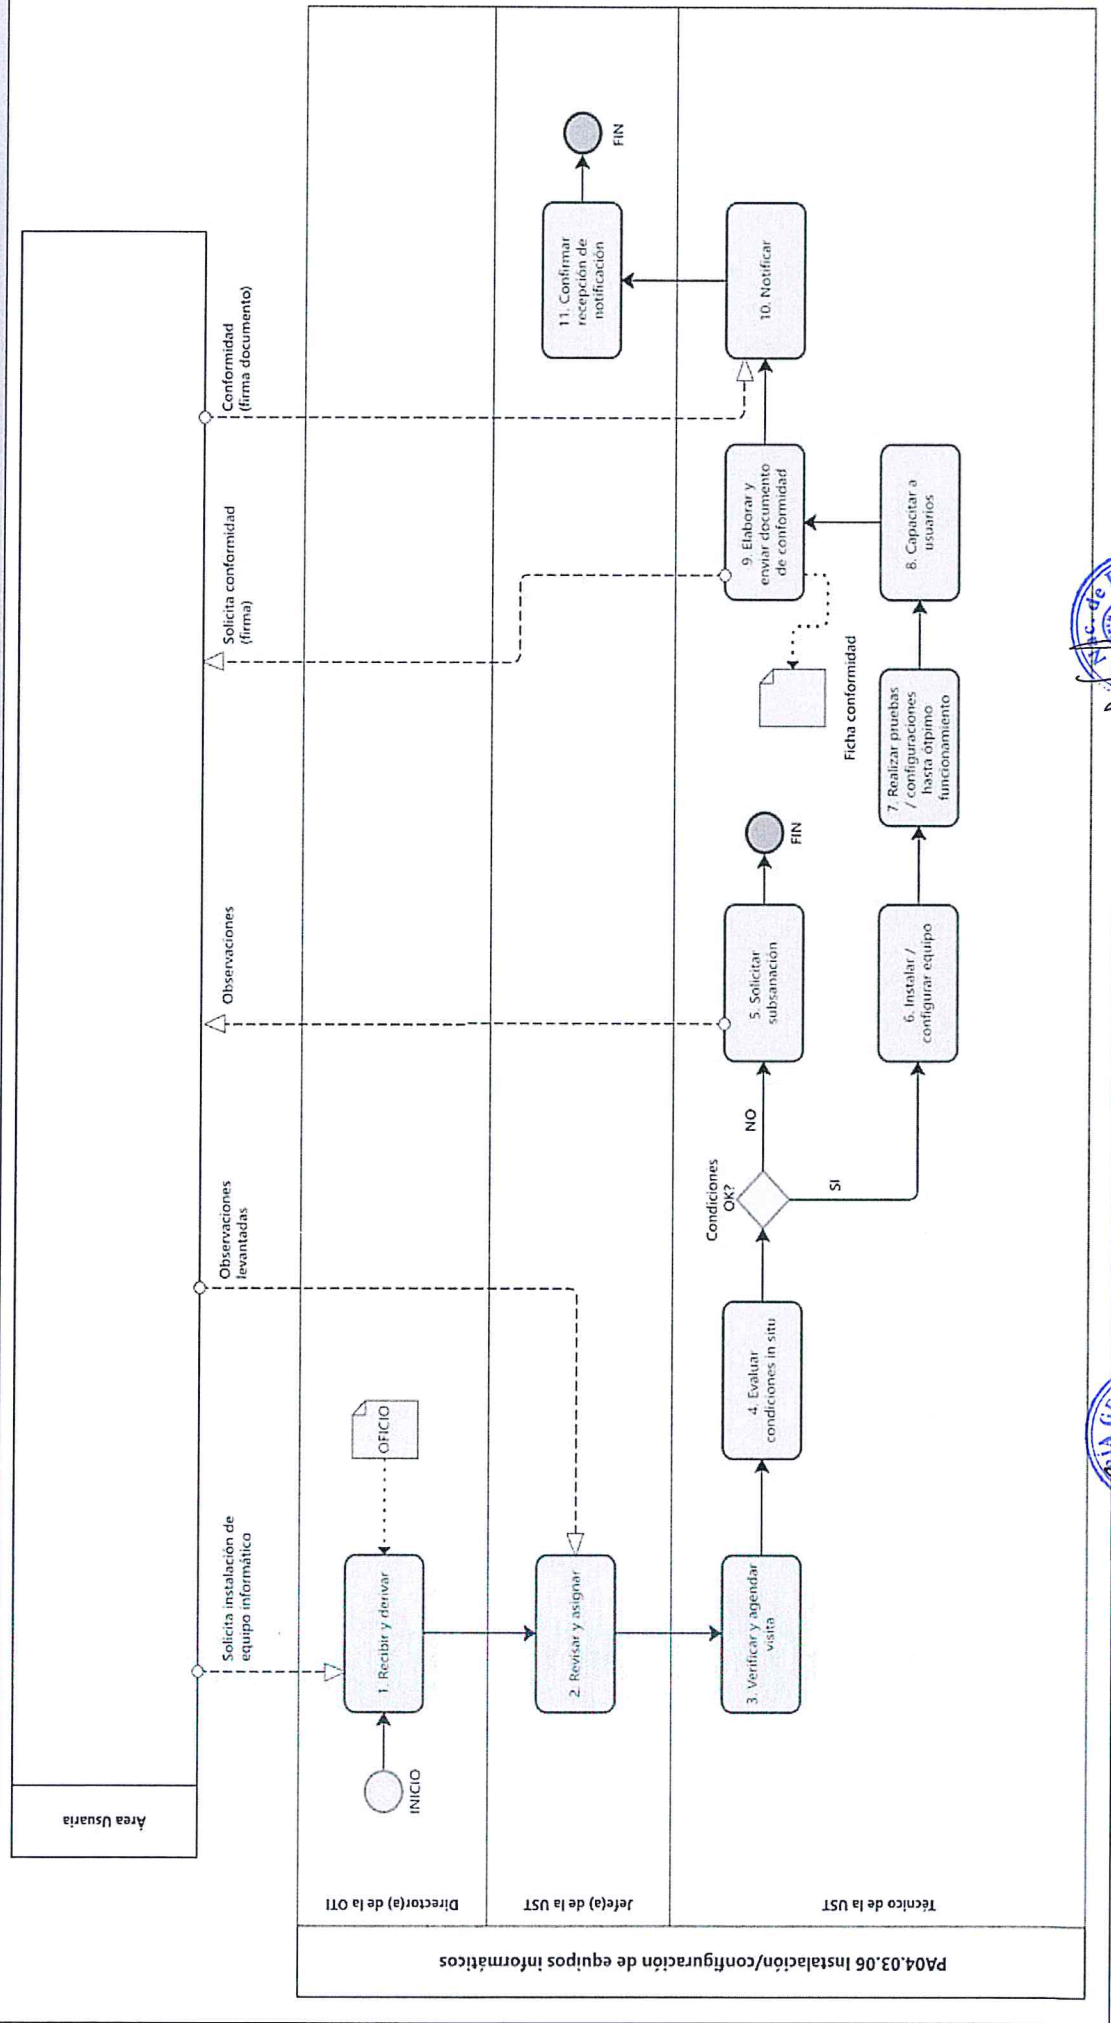 Área Usuaria
Solicita instalación de
equipo informático
Observaciones
levantadas
Observaciones
Solicita conformidad
(firma)
Conformidad
(firma documento)
PA04.03.06 Instalación/configuración de equipos informáticos
Director(a) de la OTI
INICIO
1. Recibir y derivar
OFICIO
Jefe(a) de la UST
2. Revisar y asignar
11. Confirmar
recepción de
notificación
FIN
Técnico de la UST
3. Verificar y agendar
visita
4. Evaluar
condiciones in situ
Condiciones
OK?
NO
SI
5. Solicitar
subsanación
FIN
6. Instalar /
configurar equipo
7. Realizar pruebas
/ configuraciones
hasta ótpimo
funcionamiento
8. Capacitar a
usuarios
Ficha conformidad
9. Elaborar y
enviar documento
de conformidad
10. Notificar